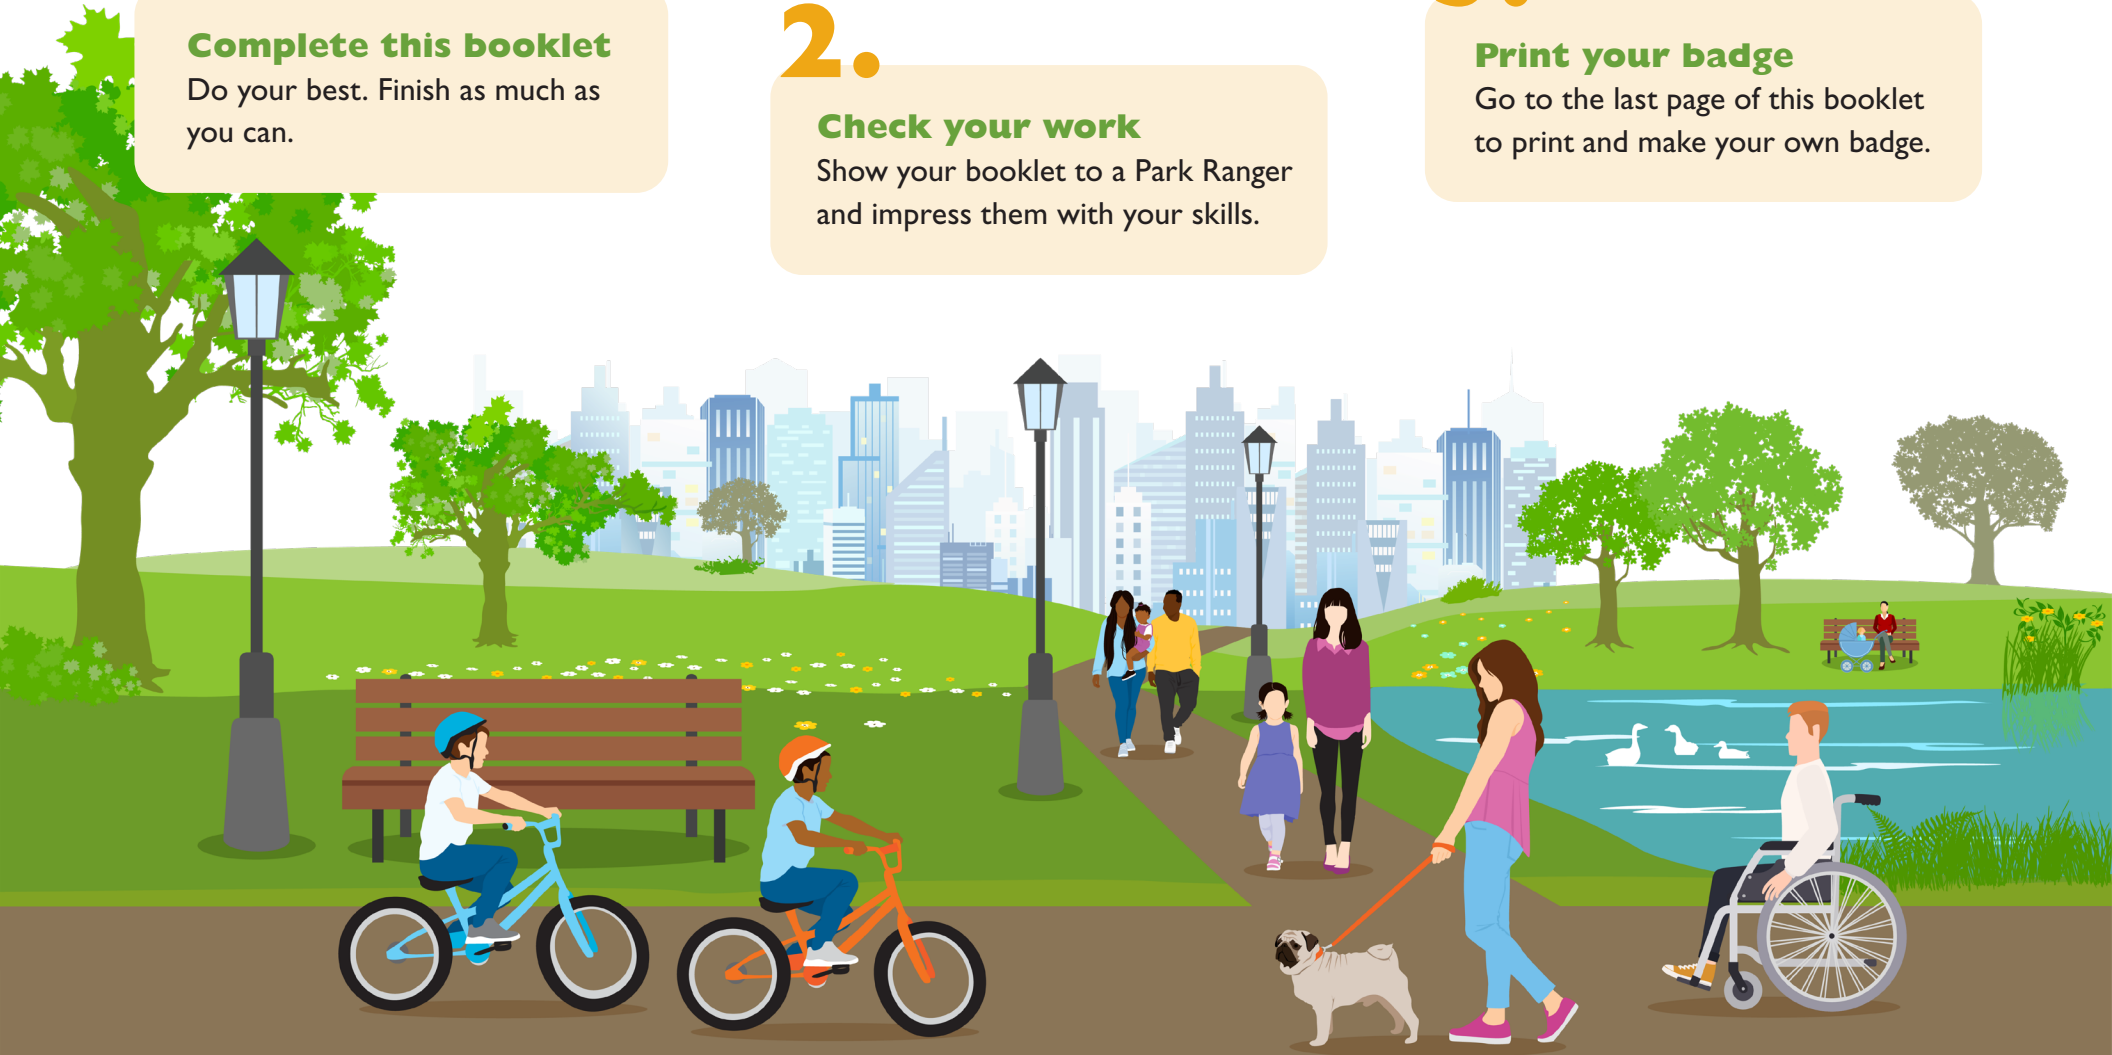 Complete this booklet
Do your best. Finish as much as
you can.
2.
Check your work
Show your booklet to a Park Ranger
and impress them with your skills.
Print your badge
Go to the last page of this booklet
to print and make your own badge.